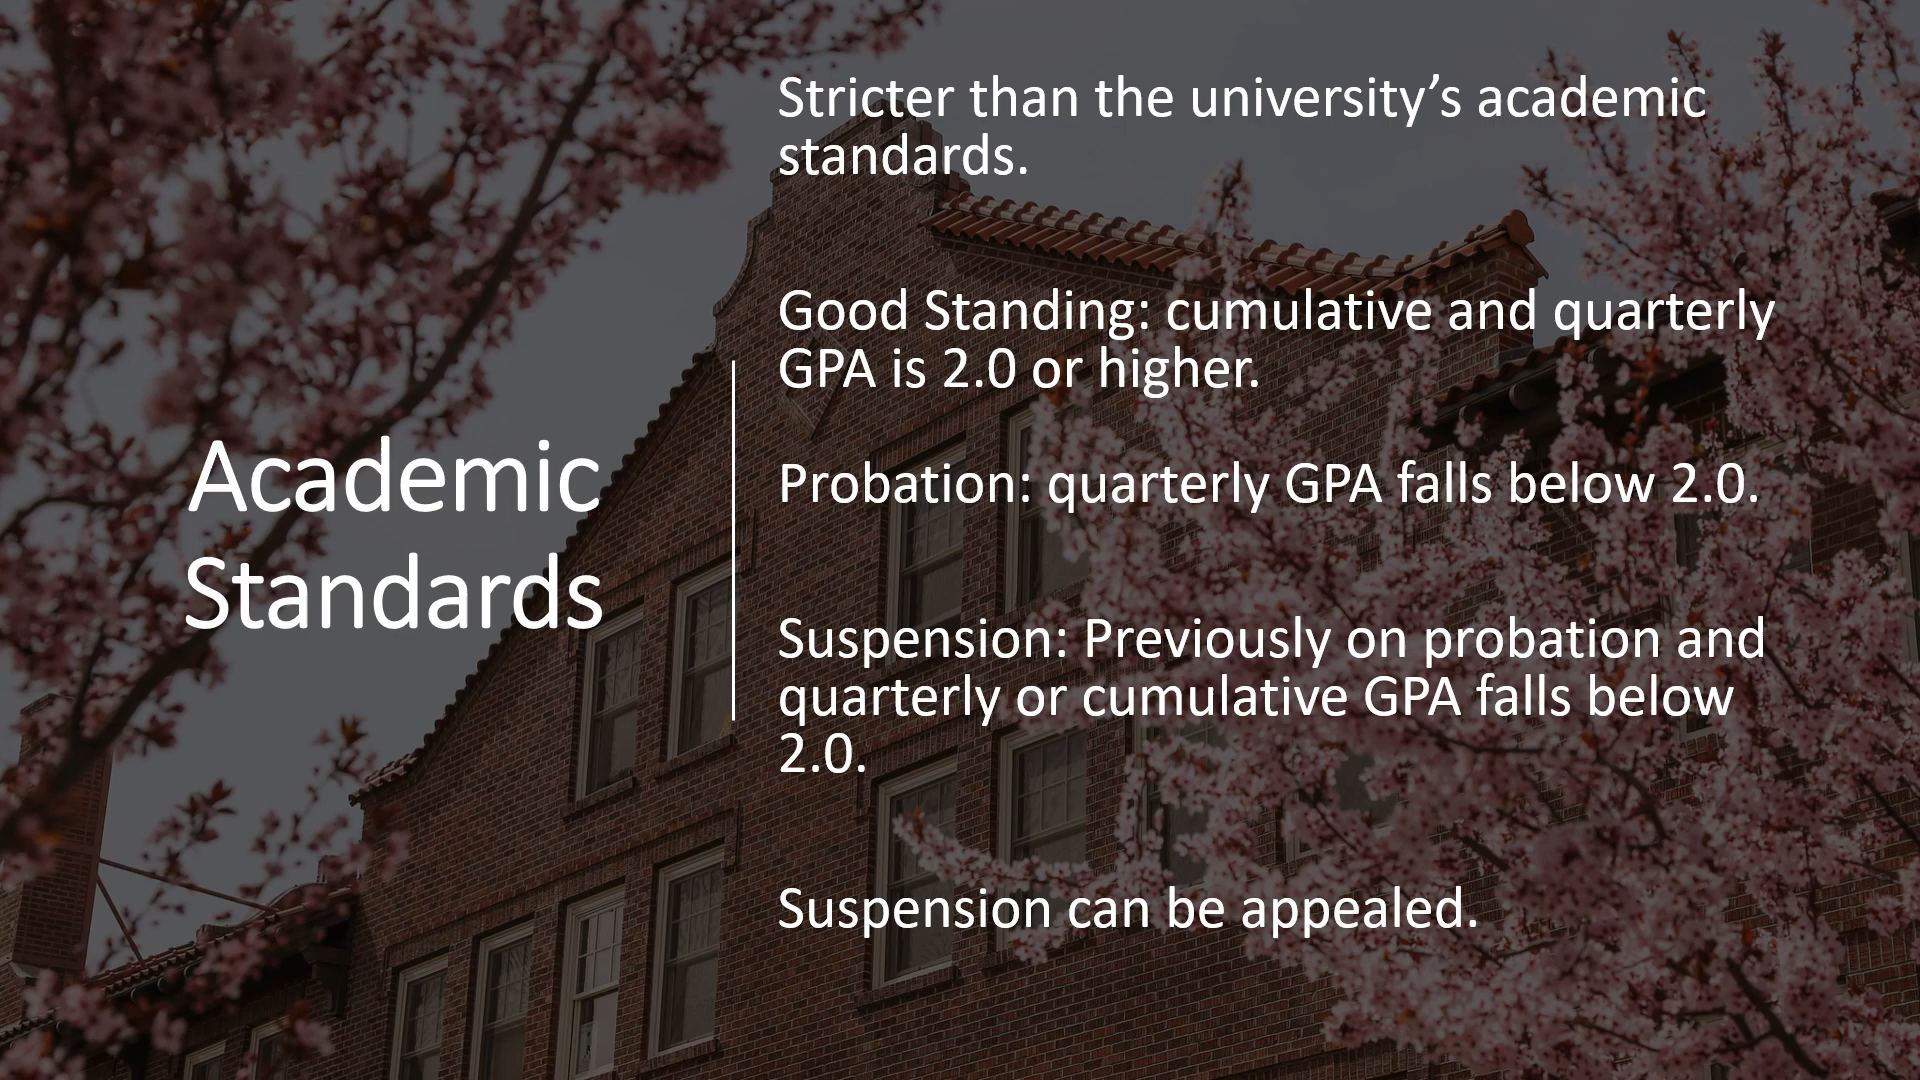 Academic
Standards
Stricter than the university’s academic
standards.
Good Standing: cumulative and quarterly
GPA is 2.0 or higher.
Probation: quarterly GPA falls below 2.0.
Suspension: Previously on probation and
quarterly or cumulative GPA falls below
2.0.
Suspension can be appealed.